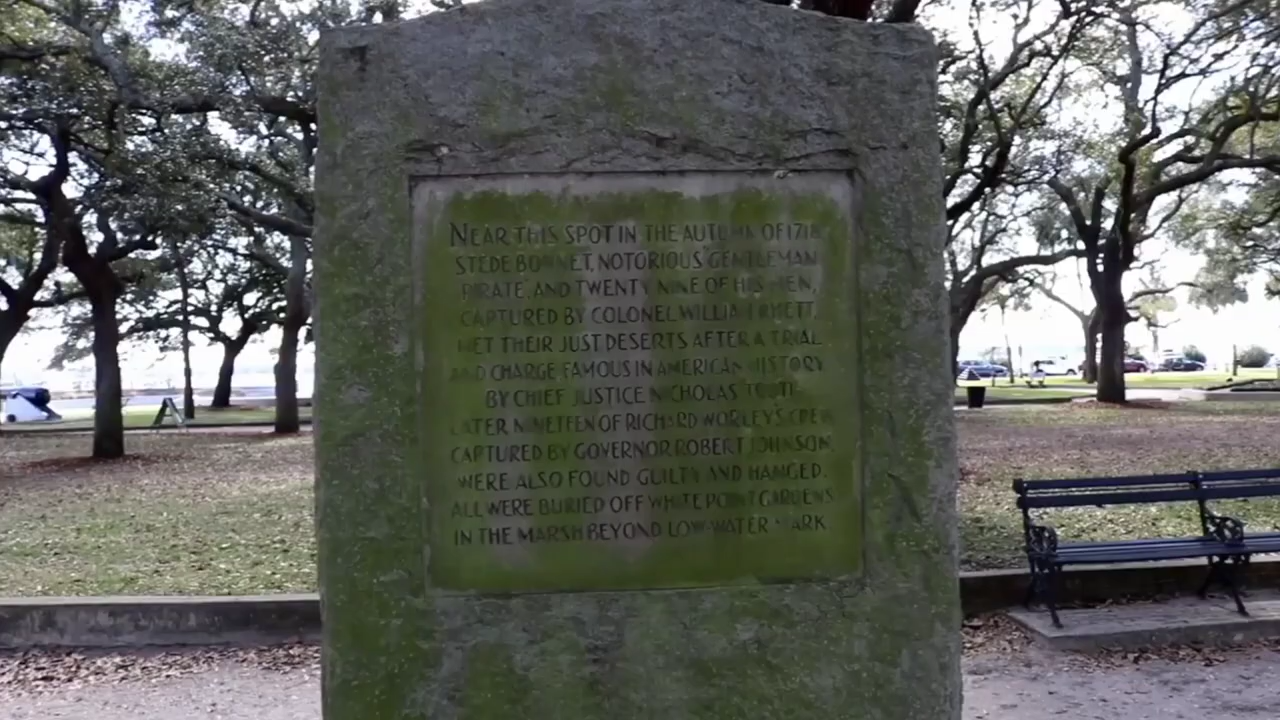 NEAR THIS SPOT IN THE AUTUMN OF 1718,
STEDE BONNET, NOTORIOUS GENTLEMAN
PIRATE, AND TWENTY NINE OF HIS MEN,
CAPTURED BY COLONEL WILLIAM RHETT,
MET THEIR JUST DESERTS AFTER A TRIAL
AND CHARGE, FAMOUS IN AMERICAN HISTORY
BY CHIEF JUSTICE NICHOLAS
LATER NINETEEN OF RICHARD WORLEY'S CREW
CAPTURED BY GOVERNOR ROBERT JOHNSON,
WERE ALSO FOUND GUILTY AND HANGED.
ALL WERE BURIED OFF WHITE POINT GARDENS
IN THE MARSH BEYOND LOW-WATER MARK.